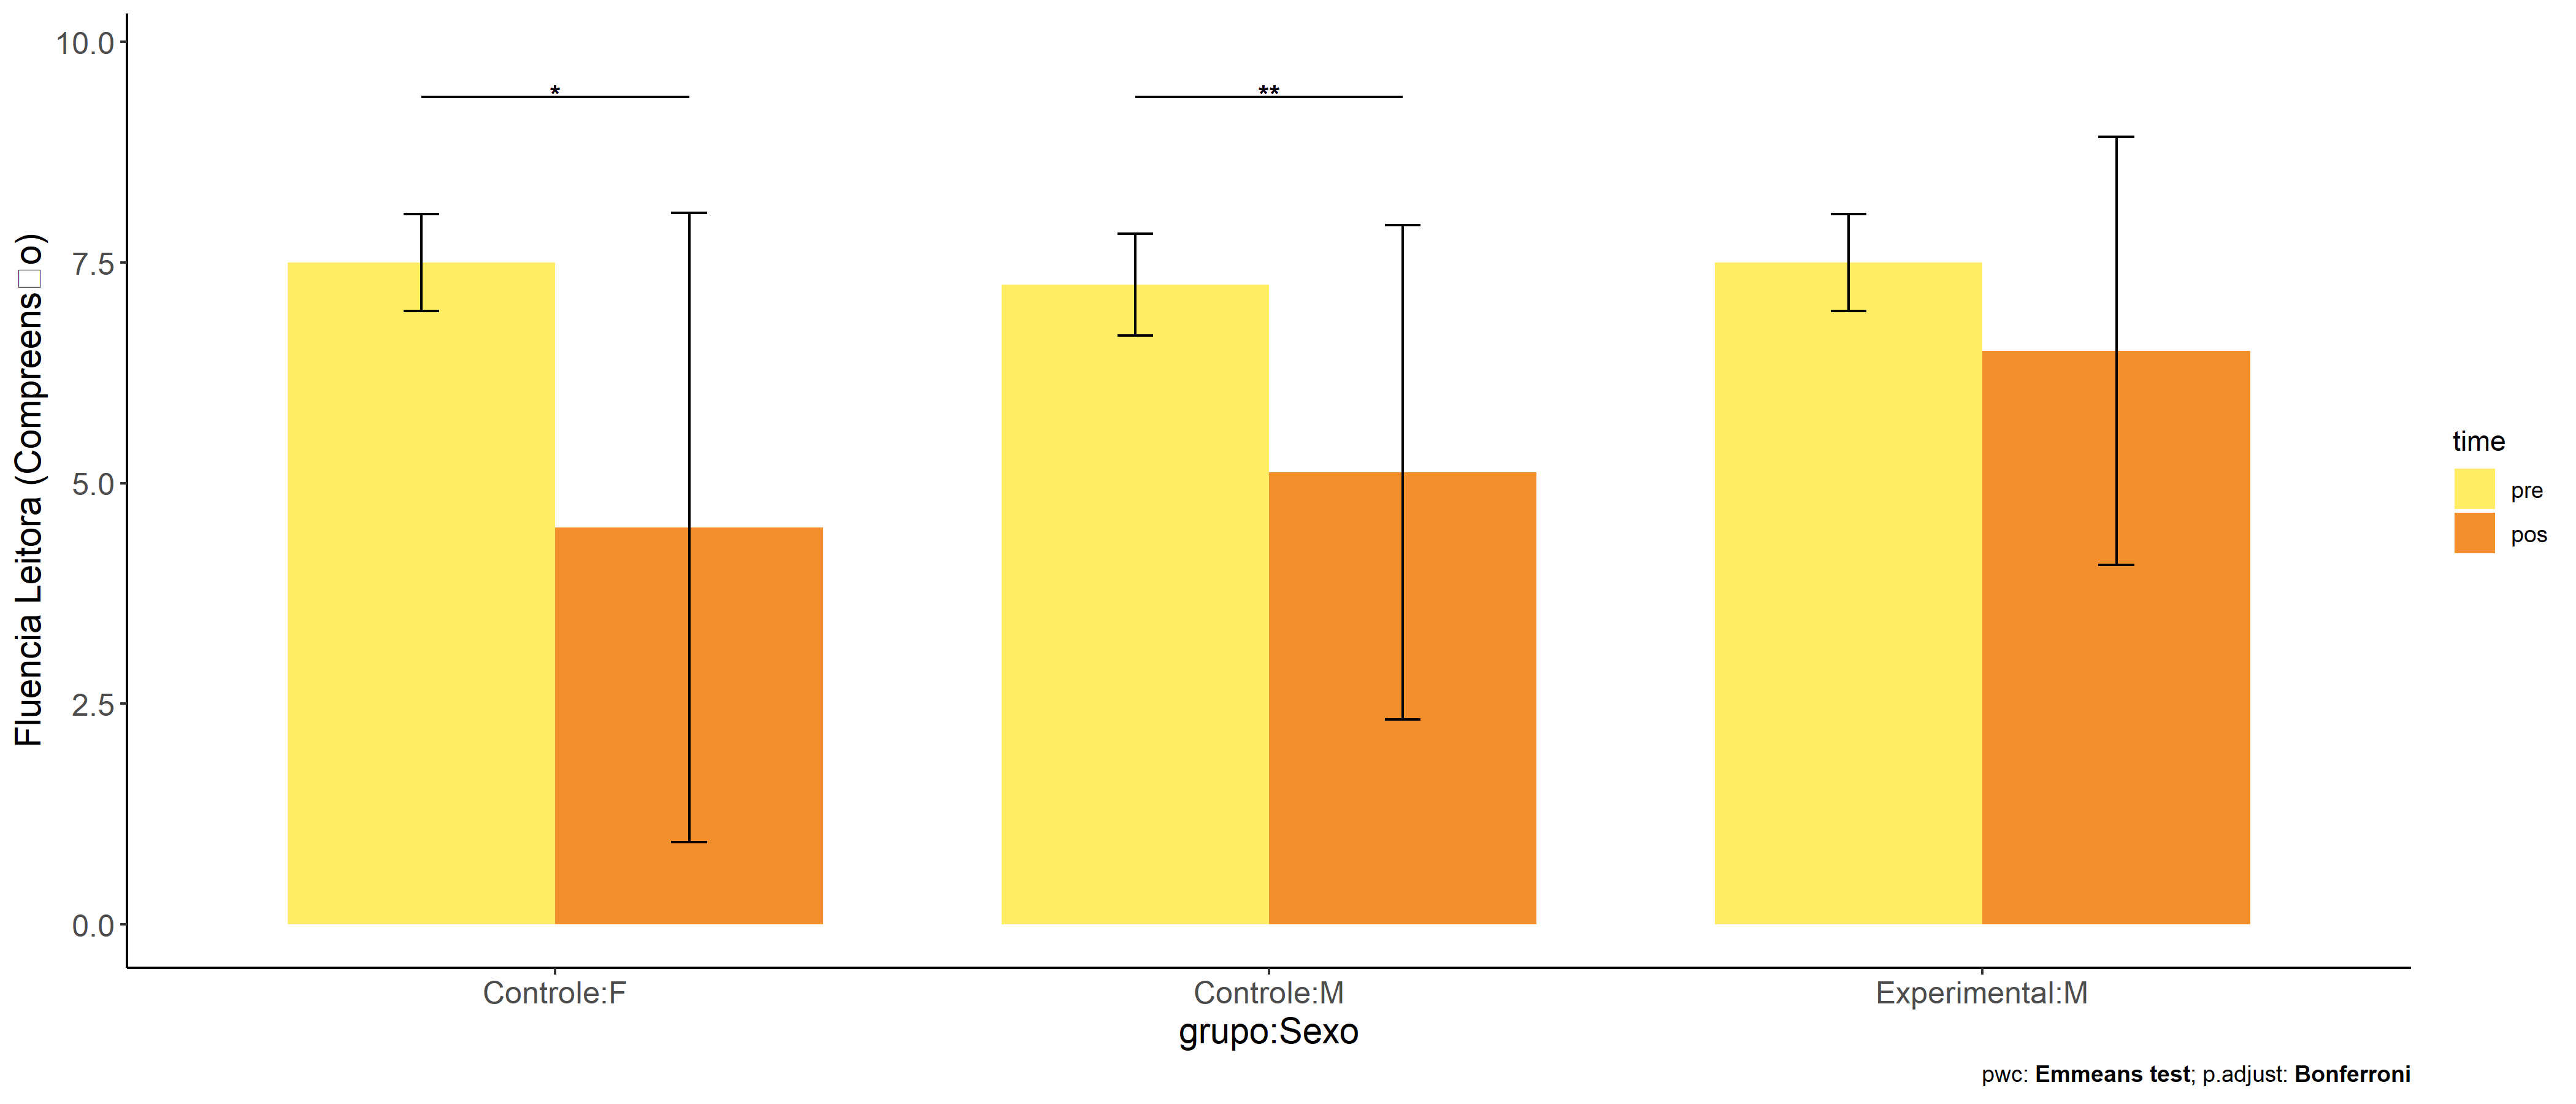 Fluencia Leitora (Compreens□o)
10.0
7.5
5.0
2.5
0.0
*
**
Controle:F
Controle:M
Experimental:M
grupo:Sexo
time
pre
pos
pwc: Emmeans test; p.adjust: Bonferroni